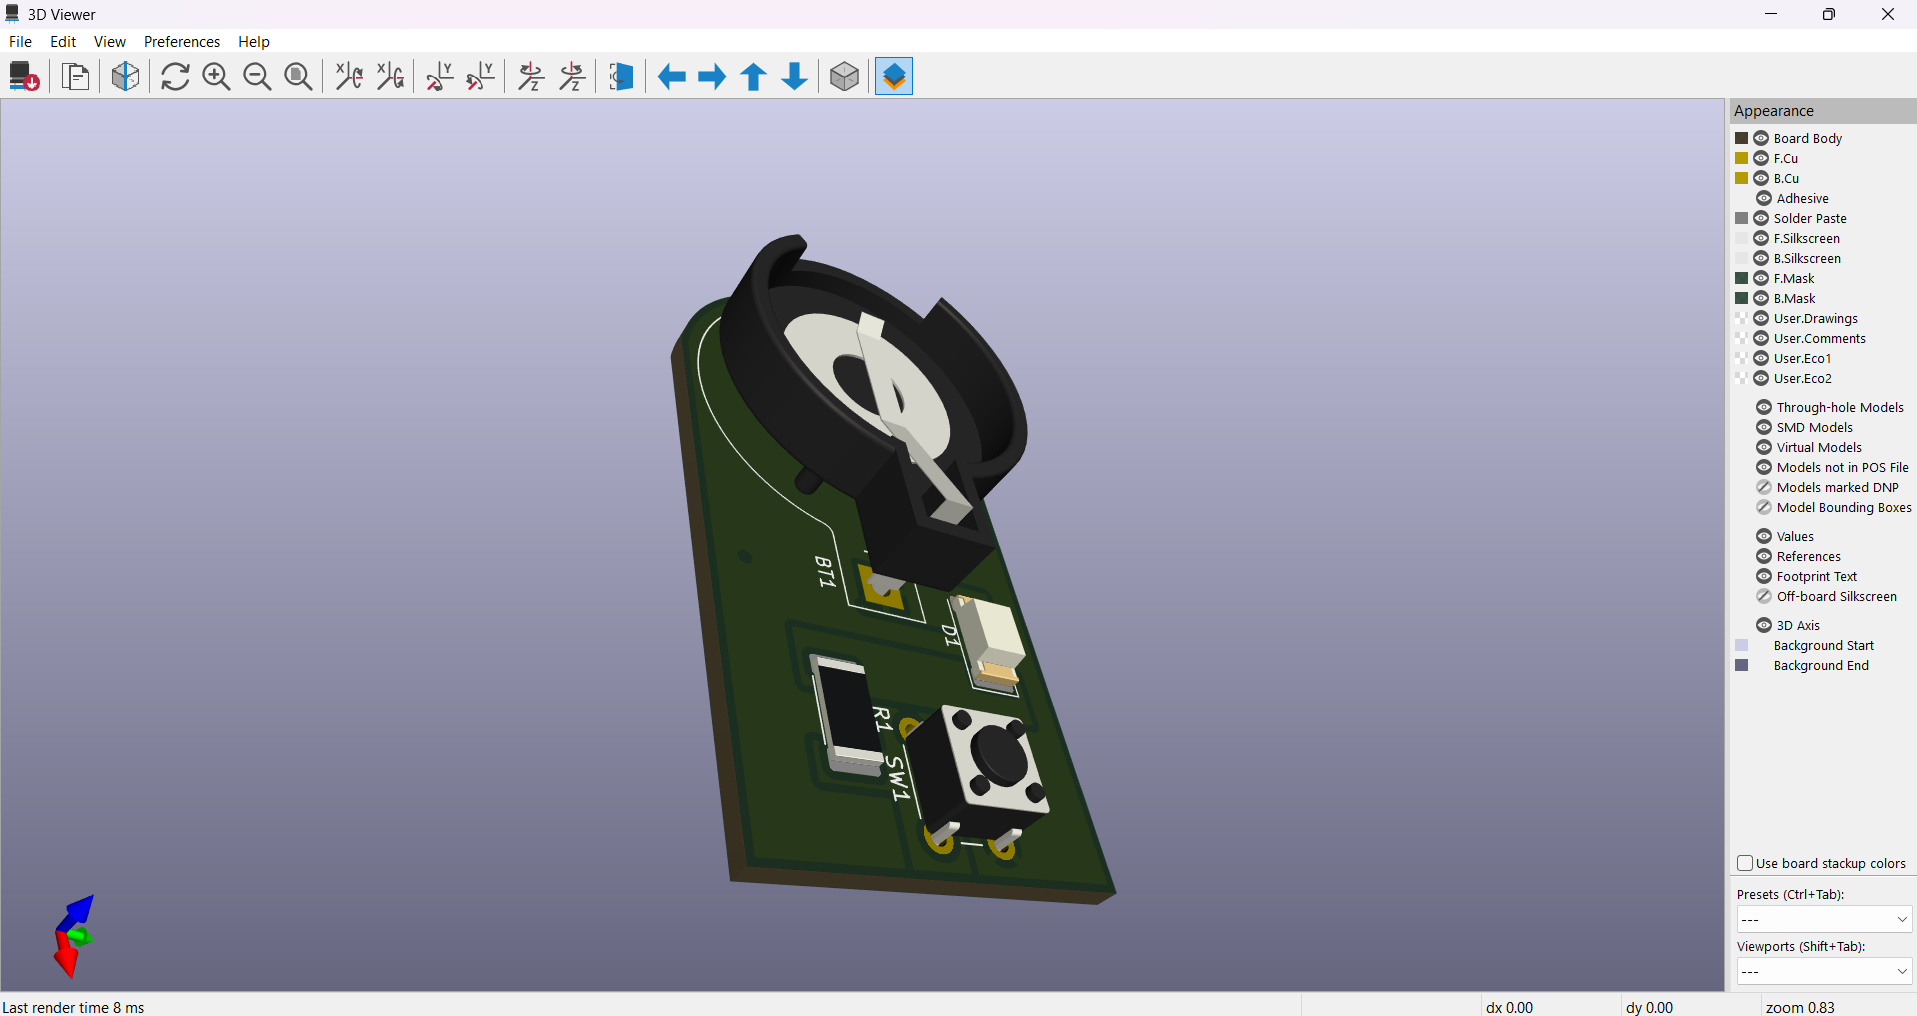 3D Viewer
File Edit View Preferences Help
X X Y Y Z Z
Appearance
Board Body
F.Cu
B.Cu
Adhesive
Solder Paste
F.Silkscreen
B.Silkscreen
F.Mask
B.Mask
User.Drawings
User.Comments
User.Eco1
User.Eco2
Through-hole Models
SMD Models
Virtual Models
Models not in POS File
Models marked DNP
Model Bounding Boxes
Values
References
Footprint Text
Off-board Silkscreen
3D Axis
Background Start
Background End
BT1
D1
R1
SW1
Use board stackup colors
Presets (Ctrl+Tab):
---
Viewports (Shift+Tab):
---
Last render time 8 ms
dx 0.00
dy 0.00
zoom 0.83